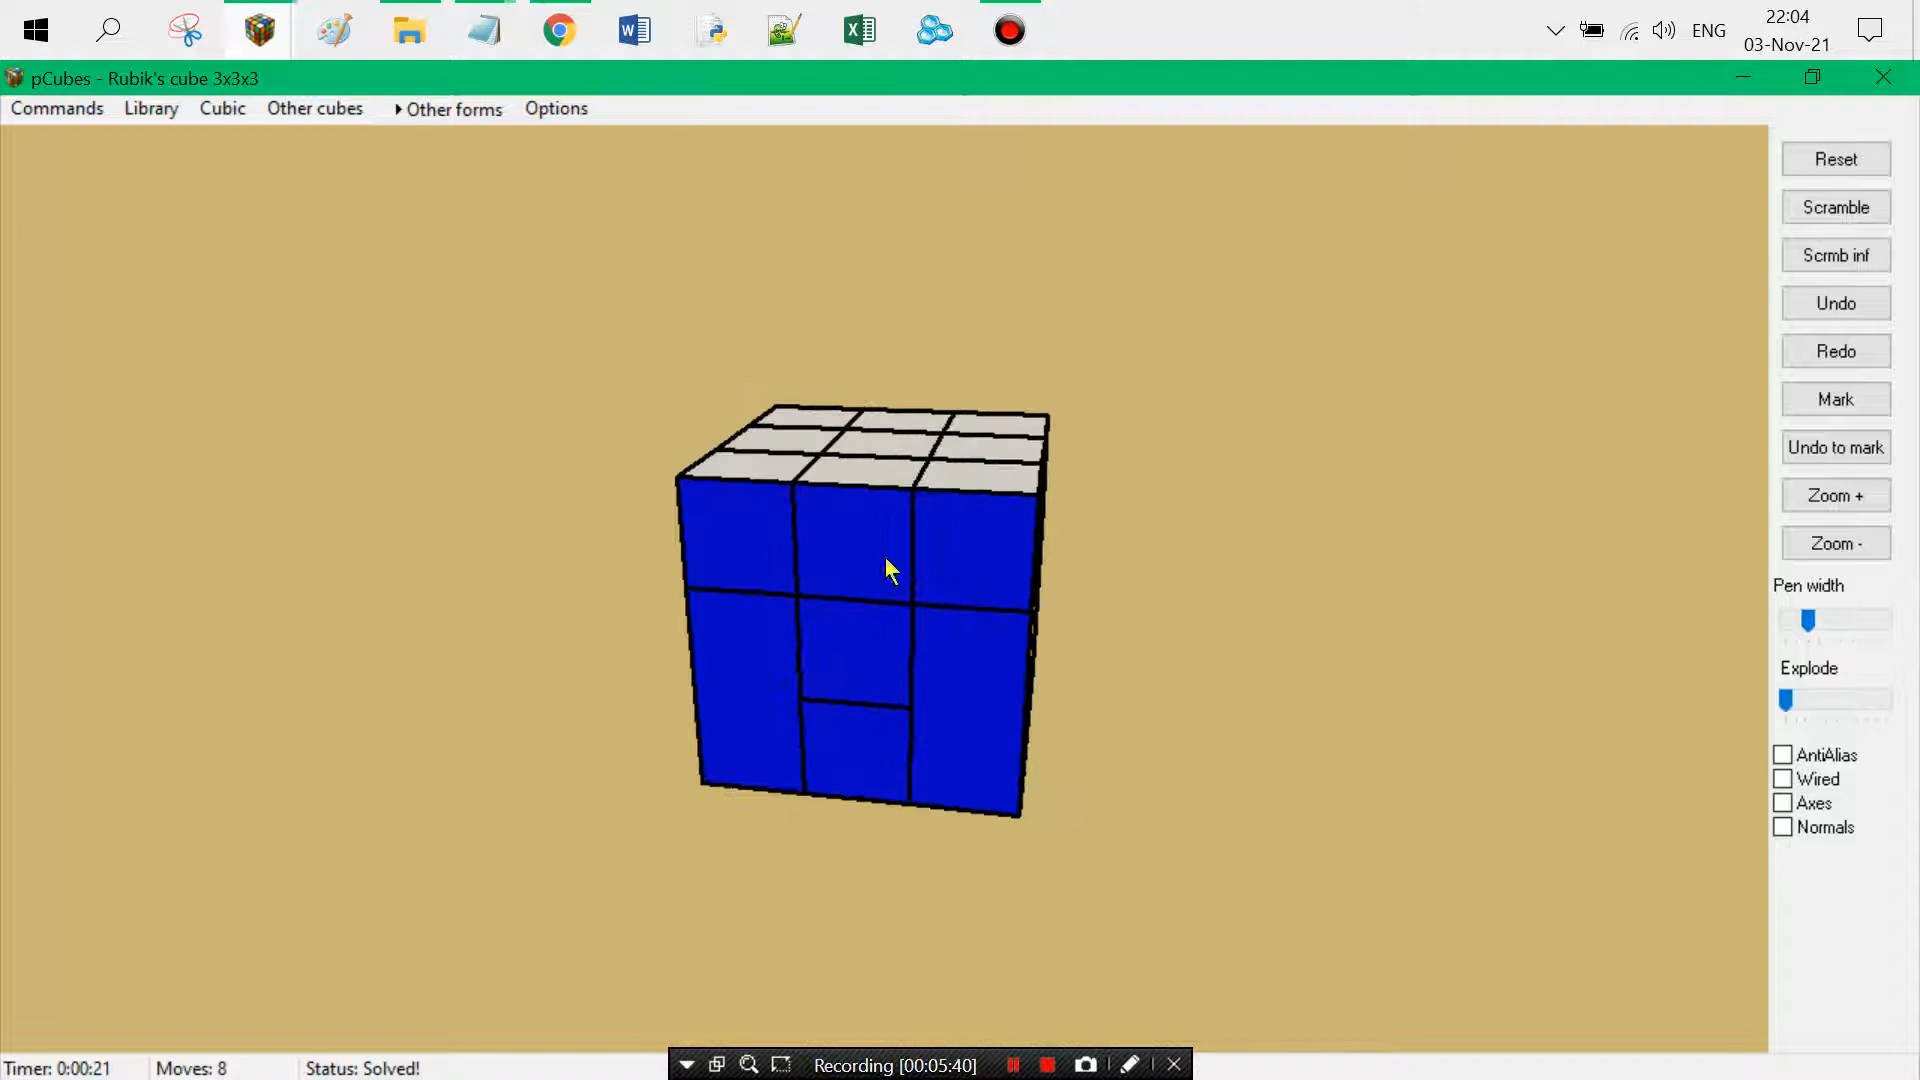 22:04
ENG
03-Nov-21
pCubes - Rubik's cube 3x3x3
Commands Library Cubic Other cubes Other forms Options
Reset
Scramble
Scrmb inf
Undo
Redo
Mark
Undo to mark
Zoom +
Zoom -
Pen width
Explode
AntiAlias
Wired
Axes
Normals
Timer: 0:00:21 Moves: 8 Status: Solved!
Recording [00:05:40]